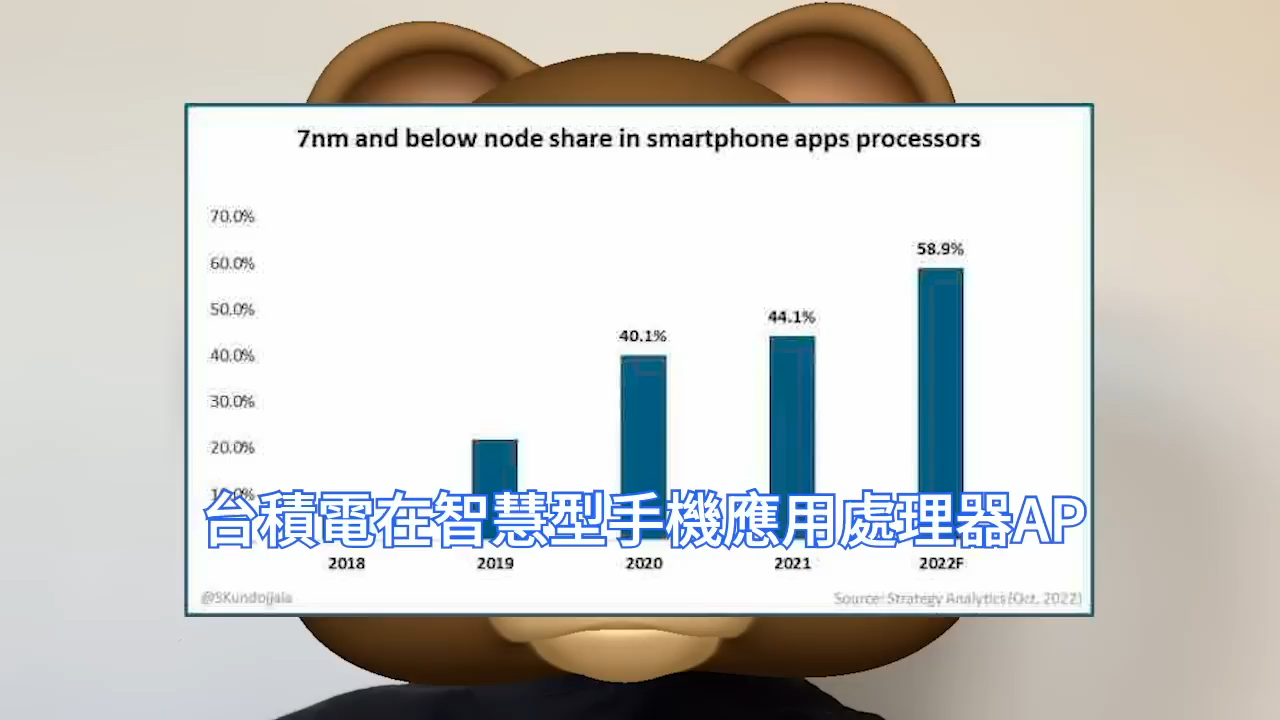 7nm and below node share in smartphone apps processors
70.0%
60.0%
58.9%
50.0%
44.1%
40.1%
40.0%
30.0%
20.0%
10.0%
台積電在智慧型手機應用處理器AP
2018
2019
2020
2021
2022F
@SKundojjala
Source: Strategy Analytics (Oct, 2022)